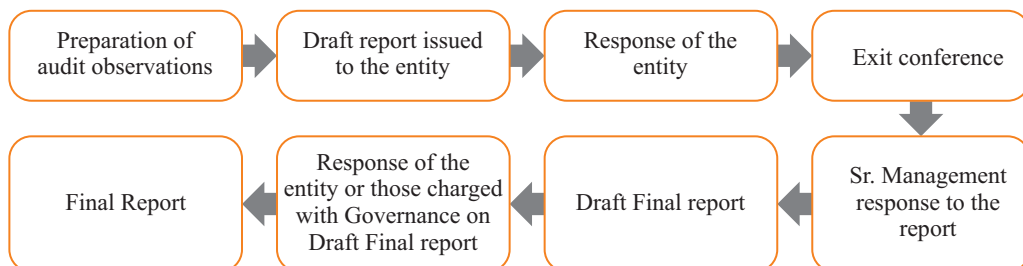 Preparation of
audit observations
Draft report issued
to the entity
Response of the
entity
Exit conference
Sr. Management
response to the
report
Draft Final report
Response of the
entity or those charged
with Governance on
Draft Final report
Final Report